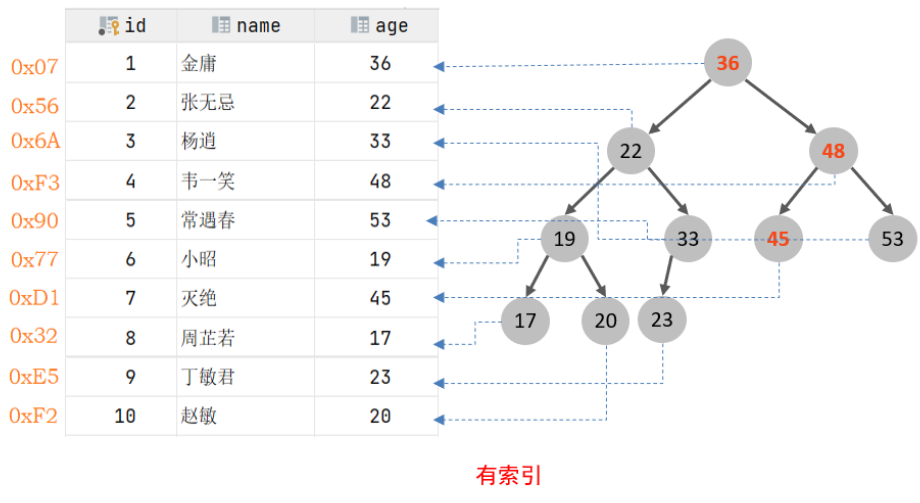 id name age
0x07 1 金庸 36
0x56 2 张无忌 22
0x6A 3 杨逍 33
0xF3 4 韦一笑 48
0x90 5 常遇春 53
0x77 6 小昭 19
0xD1 7 灭绝 45
0x32 8 周芷若 17
0xE5 9 丁敏君 23
0xF2 10 赵敏 20
36
22 48
19 33 45 53
17 20 23
有索引